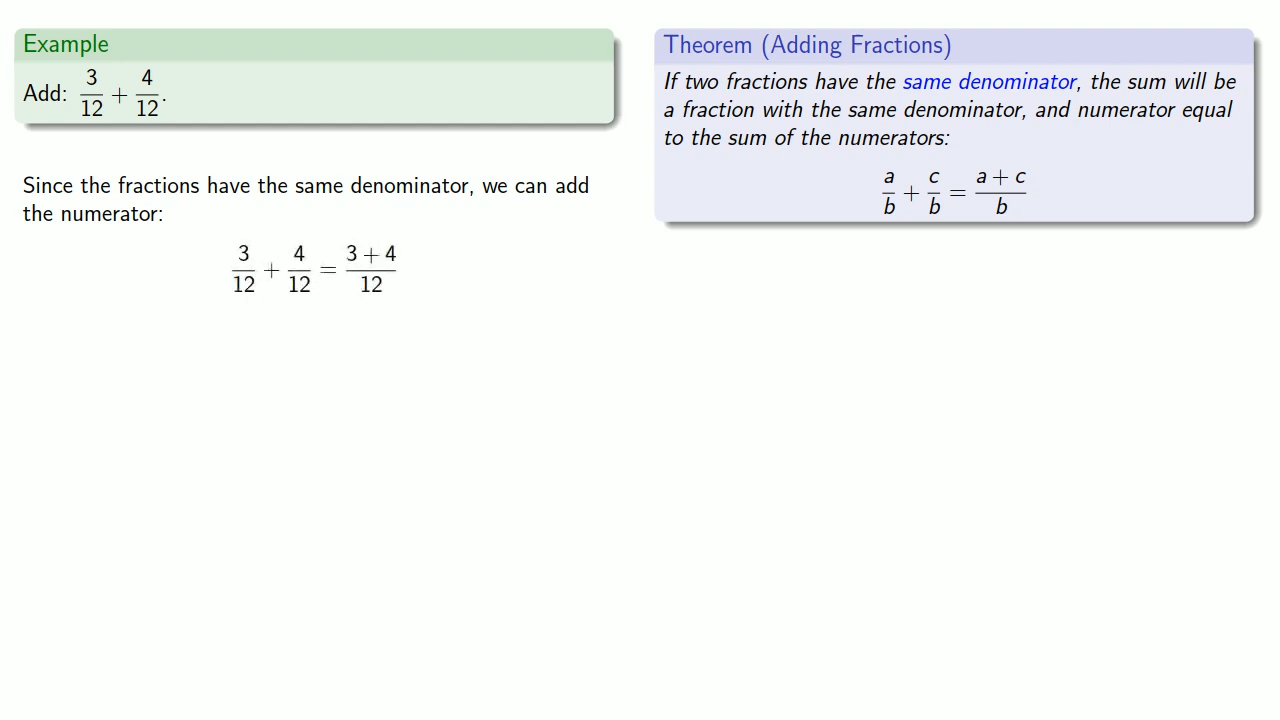 Example
Add: 3/12 + 4/12.
Since the fractions have the same denominator, we can add
the numerator:
3/12 + 4/12 = (3 + 4)/12
Theorem (Adding Fractions)
If two fractions have the same denominator, the sum will be
a fraction with the same denominator, and numerator equal
to the sum of the numerators:
a/b + c/b = (a + c)/b